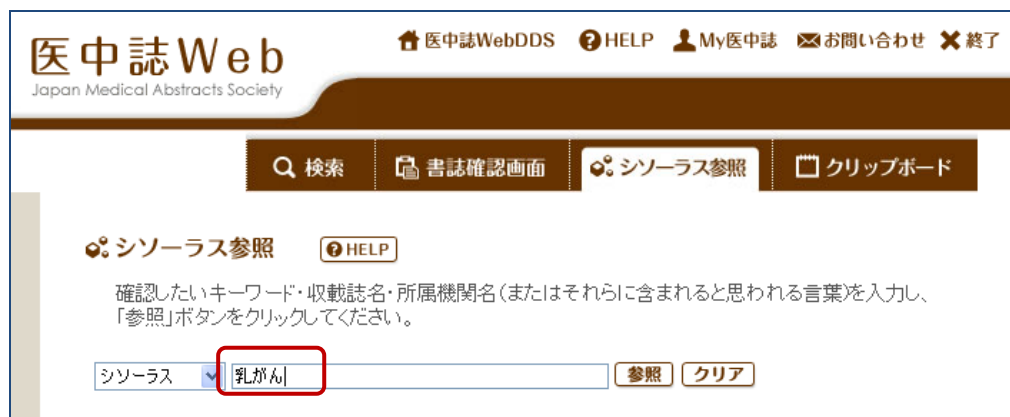 医中誌WebDDS HELP My医中誌 お問い合わせ 終了
医中誌Web
Japan Medical Abstracts Society
検索 書誌確認画面 シソーラス参照 クリップボード
シソーラス参照 HELP
確認したいキーワード・収載誌名・所属機関名(またはそれらに含まれると思われる言葉)を入力し、
「参照」ボタンをクリックしてください。
シソーラス 乳がん 参照 クリア